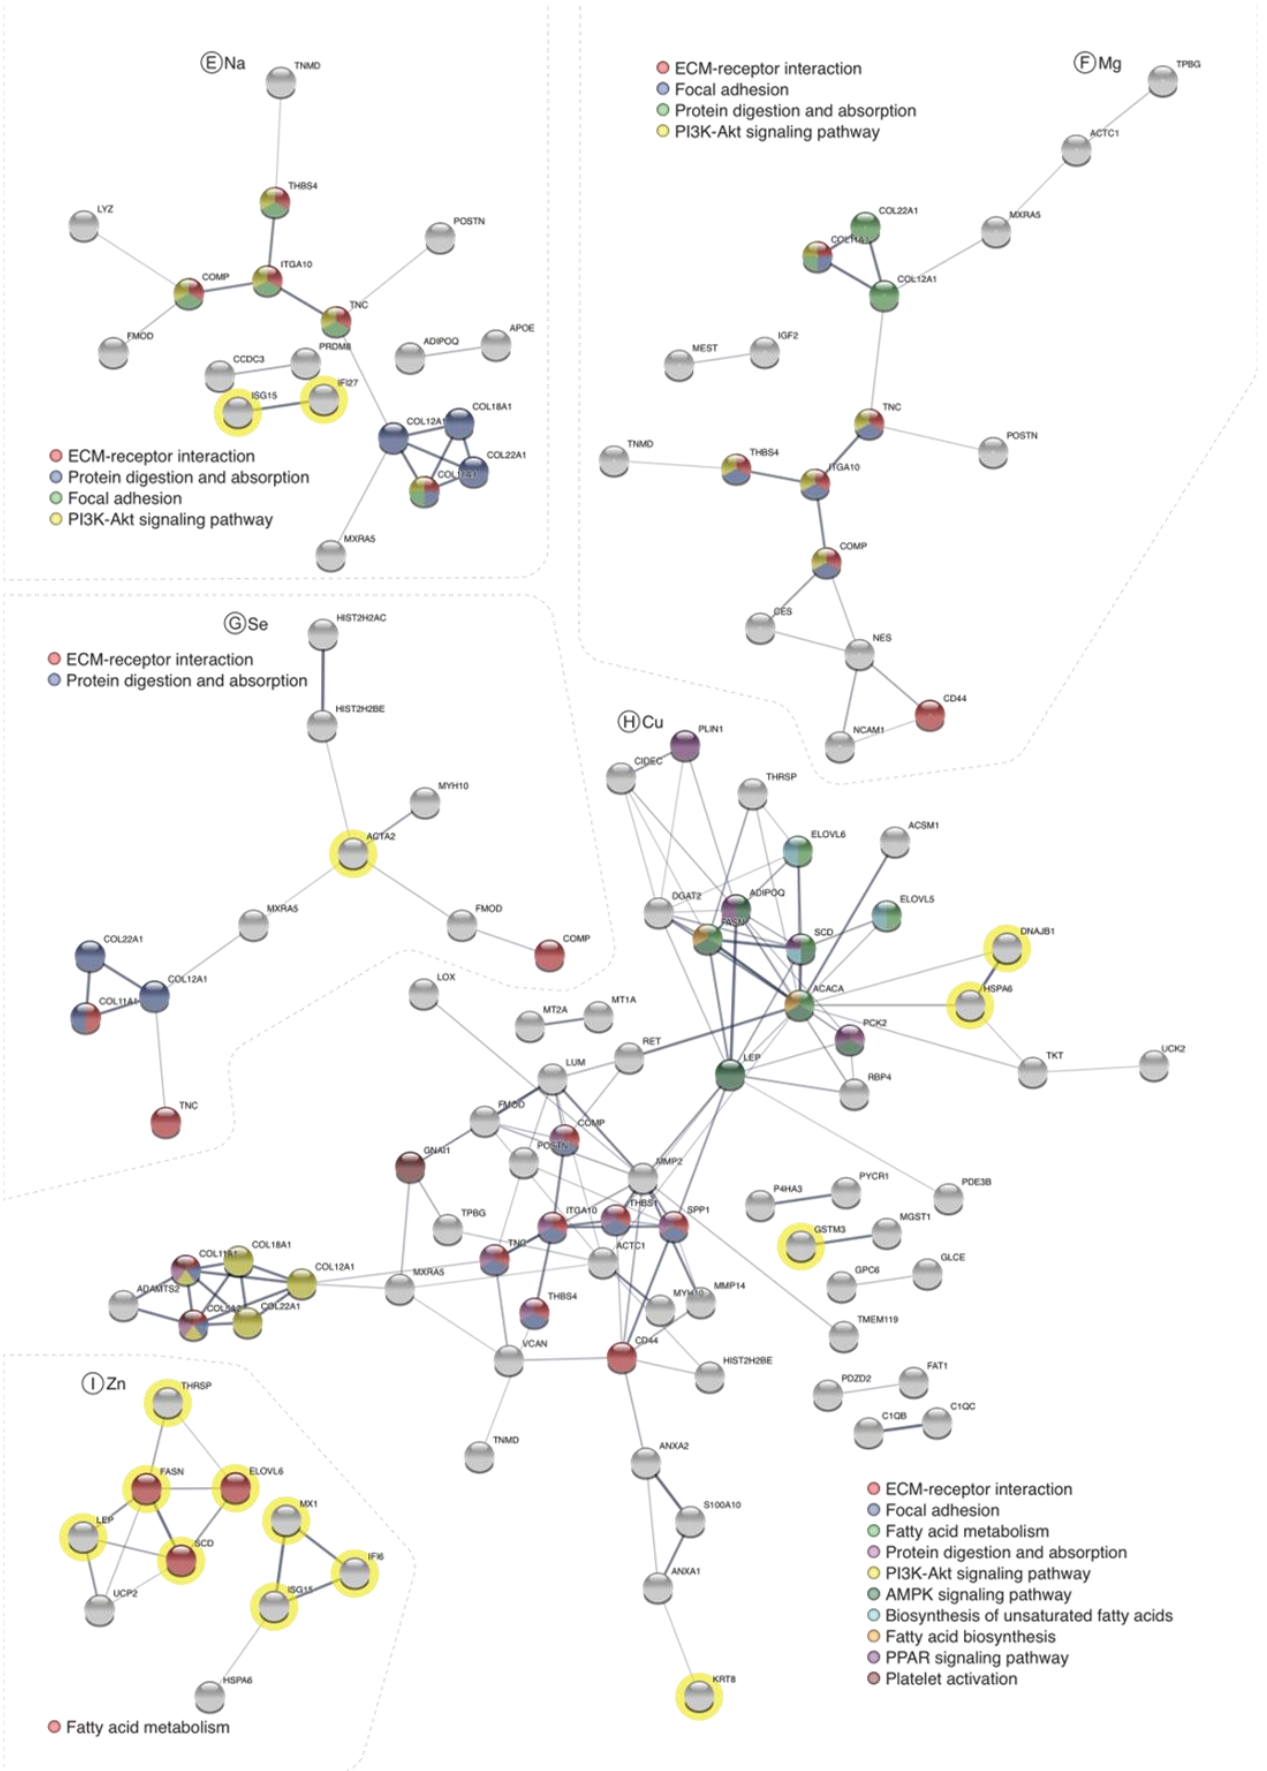 E Na
TNMD
THBS4
LYZ
POSTN
ITGA10
COMP
TNC
FMOD
PRDM8
ADIPOQ
APOE
CCDC3
IFI27
ISG15
COL18A1
COL12A1
COL22A1
COL11A1
MXRA5
ECM-receptor interaction
Protein digestion and absorption
Focal adhesion
PI3K-Akt signaling pathway
F Mg
ECM-receptor interaction
Focal adhesion
Protein digestion and absorption
PI3K-Akt signaling pathway
TPBG
ACTC1
COL22A1
MXRA5
COL11A1
COL12A1
IGF2
MEST
TNC
POSTN
TNMD
THBS4
ITGA10
COMP
NES
CD44
NCAM1
G Se
ECM-receptor interaction
Protein digestion and absorption
HIST2H2AC
HIST2H2BE
MYH10
ACTA2
MXRA5
FMOD
COMP
COL22A1
COL12A1
COL11A1
TNC
H Cu
PLIN1
CIDEC
THRSP
ELOVL6
ACSM1
DGAT2
ADIPOQ
ELOVL5
FASN
SCD
DNAJB1
ACACA
HSPA6
LOX
MT2A
MT1A
PCK2
RET
LEP
TKT
UCK2
LUM
RBP4
FMOD
COMP
GNAI1
POSTN
MMP2
P4HA3
PYCR1
PDE3B
TPBG
ITGA10
THBS1
SPP1
GSTM3
MGST1
TNC
ACTC1
COL11A1
COL18A1
COL12A1
MXRA5
GPC6
GLCE
ADAMTS2
COL22A1
THBS4
MYH10
MMP14
TMEM119
VCAN
CD44
HIST2H2BE
PDZD2
FAT1
C1QB
C1QC
TNMD
ANXA2
S100A10
ANXA1
KRT8
ECM-receptor interaction
Focal adhesion
Fatty acid metabolism
Protein digestion and absorption
PI3K-Akt signaling pathway
AMPK signaling pathway
Biosynthesis of unsaturated fatty acids
Fatty acid biosynthesis
PPAR signaling pathway
Platelet activation
I Zn
THRSP
FASN
ELOVL6
MX1
LEP
SCD
IFI6
UCP2
ISG15
HSPA6
Fatty acid metabolism